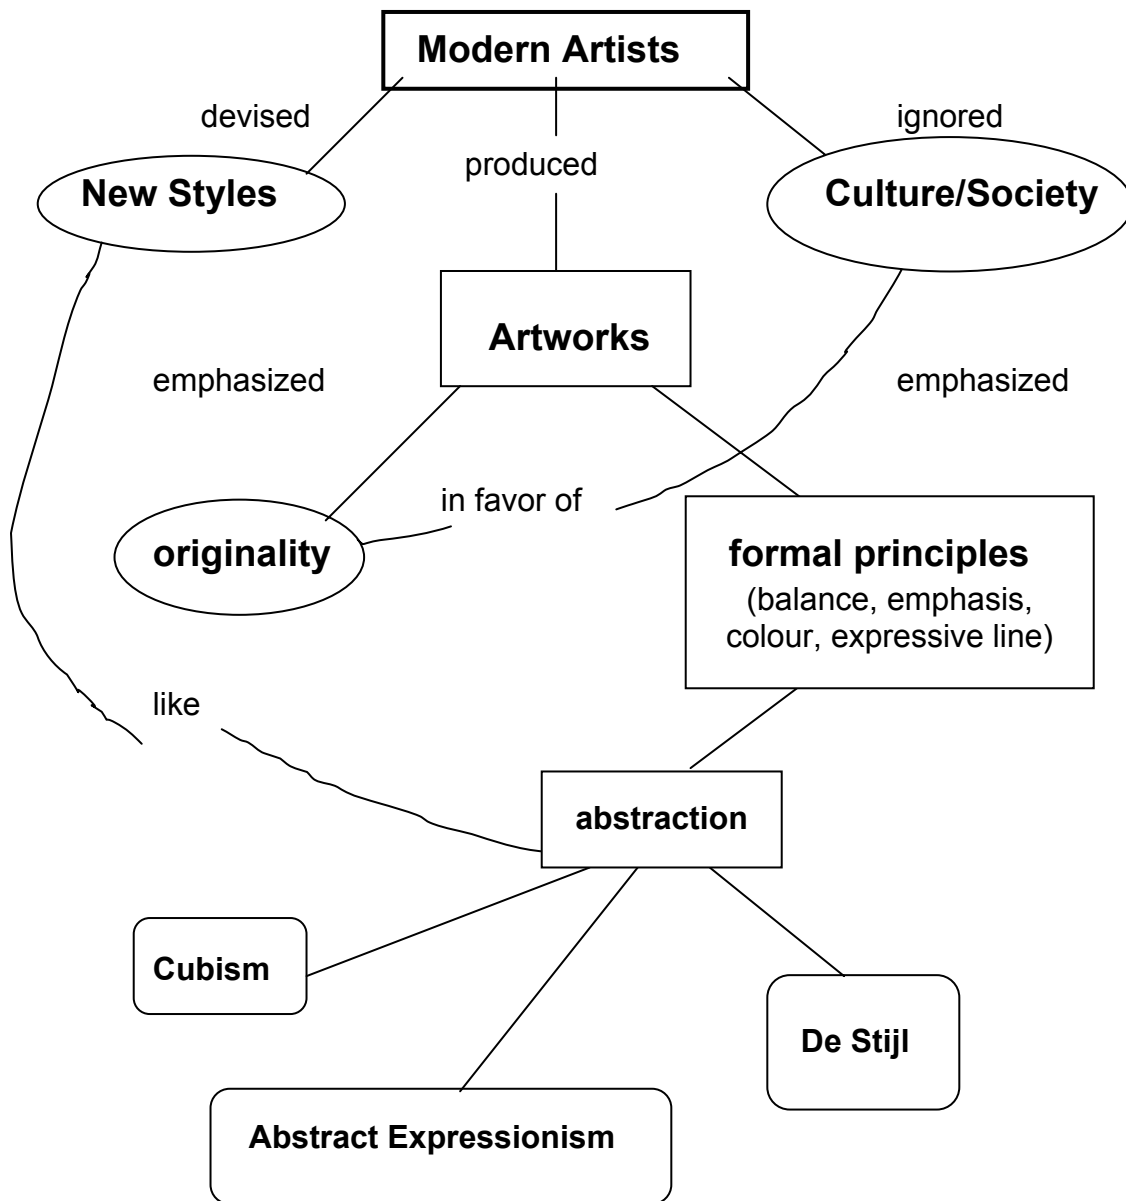 Modern Artists
devised
ignored
produced
New Styles
Culture/Society
Artworks
emphasized
emphasized
in favor of
originality
formal principles
(balance, emphasis,
colour, expressive line)
like
abstraction
Cubism
De Stijl
Abstract Expressionism